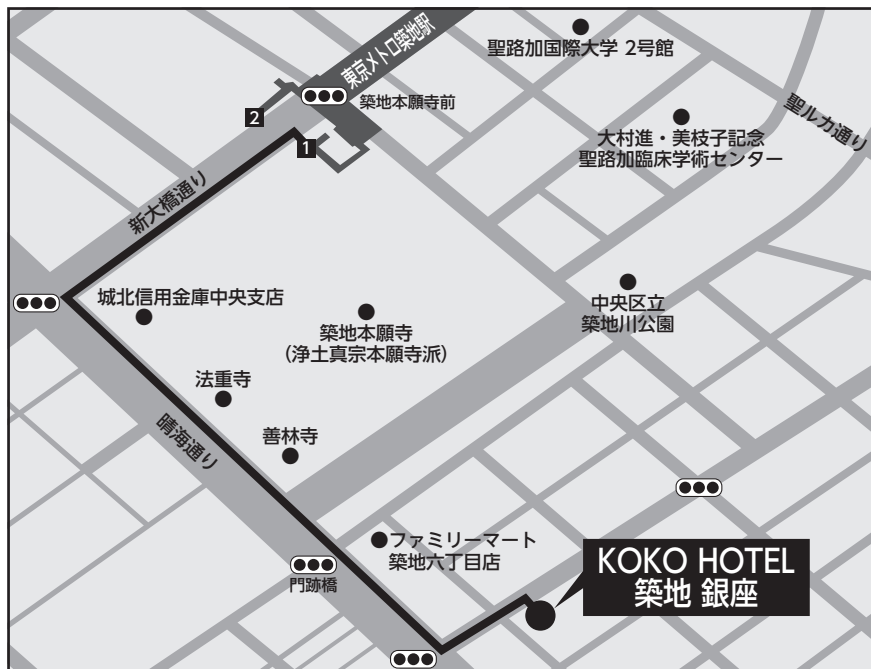 東京メトロ築地駅
聖路加国際大学 2号館
築地本願寺前
2
1
大村進・美枝子記念
聖路加臨床学術センター
聖ルカ通り
新大橋通り
城北信用金庫中央支店
築地本願寺
（浄土真宗本願寺派）
中央区立
築地川公園
法重寺
晴海通り
善林寺
ファミリーマート
築地六丁目店
門跡橋
KOKO HOTEL
築地 銀座